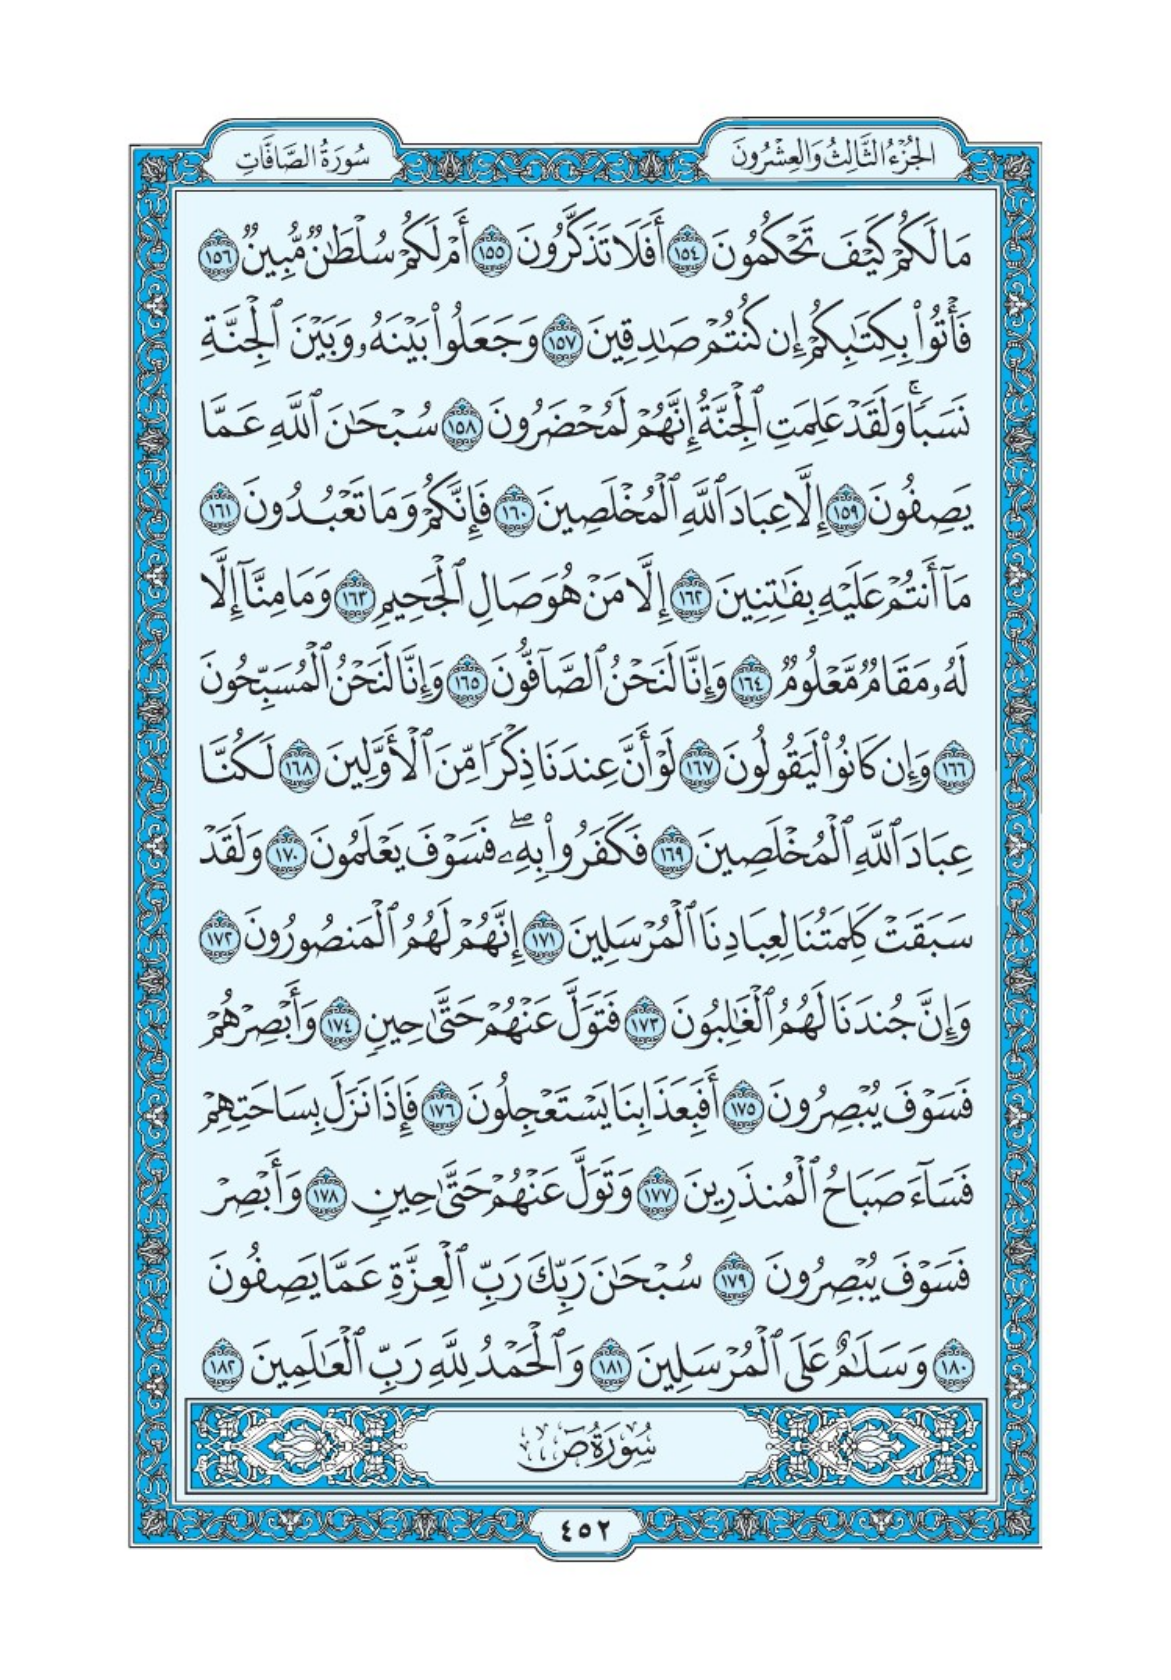 الجُزْءُ الثَّالِثُ وَالعِشْرُونَ
سُورَةُ الصَّافَّاتِ
مَا لَكُمْ كَيْفَ تَحْكُمُونَ ١٥٤ أَفَلَا تَذَكَّرُونَ ١٥٥ أَمْ لَكُمْ سُلْطَٰنٌ مُّبِينٌ ١٥٦
فَأْتُوا۟ بِكِتَٰبِكُمْ إِن كُنتُمْ صَٰدِقِينَ ١٥٧ وَجَعَلُوا۟ بَيْنَهُۥ وَبَيْنَ ٱلْجِنَّةِ
نَسَبًۭا ۚ وَلَقَدْ عَلِمَتِ ٱلْجِنَّةُ إِنَّهُمْ لَمُحْضَرُونَ ١٥٨ سُبْحَٰنَ ٱللَّهِ عَمَّا
يَصِفُونَ ١٥٩ إِلَّا عِبَادَ ٱللَّهِ ٱلْمُخْلَصِينَ ١٦٠ فَإِنَّكُمْ وَمَا تَعْبُدُونَ ١٦١
مَآ أَنتُمْ عَلَيْهِ بِفَٰتِنِينَ ١٦٢ إِلَّا مَنْ هُوَ صَالِ ٱلْجَحِيمِ ١٦٣ وَمَا مِنَّآ إِلَّا
لَهُۥ مَقَامٌ مَّعْلُومٌ ١٦٤ وَإِنَّا لَنَحْنُ ٱلصَّآفُّونَ ١٦٥ وَإِنَّا لَنَحْنُ ٱلْمُسَبِّحُونَ
١٦٦ وَإِن كَانُوا۟ لَيَقُولُونَ ١٦٧ لَوْ أَنَّ عِندَنَا ذِكْرًا مِّنَ ٱلْأَوَّلِينَ ١٦٨ لَكُنَّا
عِبَادَ ٱللَّهِ ٱلْمُخْلَصِينَ ١٦٩ فَكَفَرُوا۟ بِهِۦ ۖ فَسَوْفَ يَعْلَمُونَ ١٧٠ وَلَقَدْ
سَبَقَتْ كَلِمَتُنَا لِعِبَادِنَا ٱلْمُرْسَلِينَ ١٧١ إِنَّهُمْ لَهُمُ ٱلْمَنصُورُونَ ١٧٢
وَإِنَّ جُندَنَا لَهُمُ ٱلْغَٰلِبُونَ ١٧٣ فَتَوَلَّ عَنْهُمْ حَتَّىٰ حِينٍ ١٧٤ وَأَبْصِرْهُمْ
فَسَوْفَ يُبْصِرُونَ ١٧٥ أَفَبِعَذَابِنَا يَسْتَعْجِلُونَ ١٧٦ فَإِذَا نَزَلَ بِسَاحَتِهِمْ
فَسَآءَ صَبَاحُ ٱلْمُنذَرِينَ ١٧٧ وَتَوَلَّ عَنْهُمْ حَتَّىٰ حِينٍ ١٧٨ وَأَبْصِرْ
فَسَوْفَ يُبْصِرُونَ ١٧٩ سُبْحَٰنَ رَبِّكَ رَبِّ ٱلْعِزَّةِ عَمَّا يَصِفُونَ
١٨٠ وَسَلَٰمٌ عَلَى ٱلْمُرْسَلِينَ ١٨١ وَٱلْحَمْدُ لِلَّهِ رَبِّ ٱلْعَٰلَمِينَ ١٨٢
سُورَةُ ص
٤٥٢